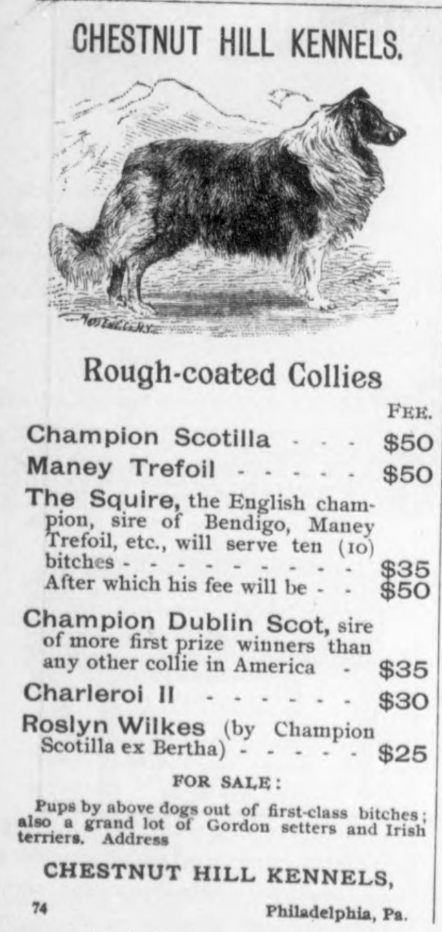 CHESTNUT HILL KENNELS.
Rough-coated Collies
FEE.
Champion Scotilla - - - $50
Maney Trefoil - - - - - $50
The Squire, the English cham-
pion, sire of Bendigo, Maney
Trefoil, etc., will serve ten (10)
bitches - - - - - - - - - $35
After which his fee will be - - $50
Champion Dublin Scot, sire
of more first prize winners than
any other collie in America - $35
Charleroi II - - - - - - $30
Roslyn Wilkes (by Champion
Scotilla ex Bertha) - - - - - $25
FOR SALE:
Pups by above dogs out of first-class bitches;
also a grand lot of Gordon setters and Irish
terriers. Address
CHESTNUT HILL KENNELS,
74 Philadelphia, Pa.